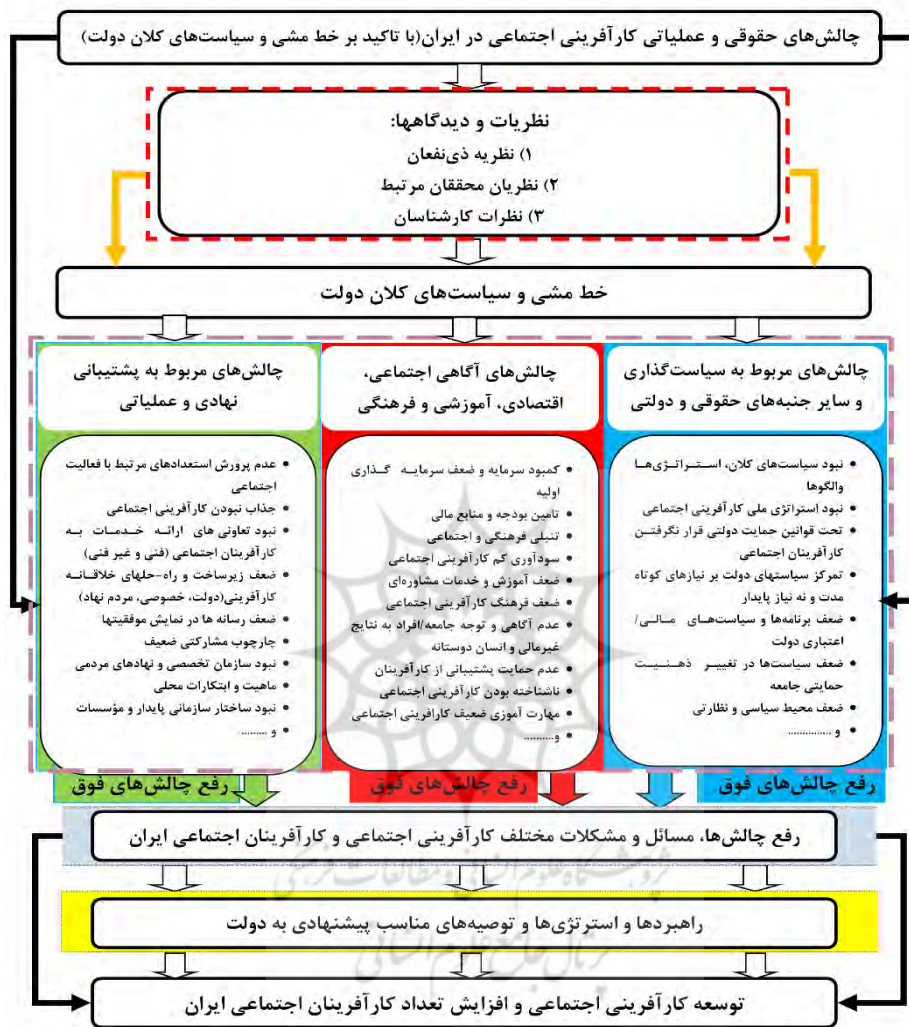 چالش‌های حقوقی و عملیاتی کارآفرینی اجتماعی در ایران(با تاکید بر خط مشی و سیاست‌های کلان دولت)
نظریات و دیدگاهها:
۱) نظریه ذی‌نفعان
۲) نظریان محققان مرتبط
۳) نظرات کارشناسان
خط مشی و سیاست‌های کلان دولت
چالش‌های مربوط به سیاست‌گذاری
و سایر جنبه‌های حقوقی و دولتی
• نبود سیاست‌های کلان، استراتژی‌ها
والگوها
• نبود استراتژی ملی کارآفرینی اجتماعی
• تحت قوانین حمایت دولتی قرار نگرفتن
کارآفرینان اجتماعی
• تمرکز سیاستهای دولت بر نیازهای کوتاه
مدت و نه نیاز پایدار
• ضعف برنامه‌ها و سیاست‌های مالی/
اعتباری دولت
• ضعف سیاست‌ها در تغییر ذهنیت
حمایتی جامعه
• ضعف محیط سیاسی و نظارتی
• و ...............
رفع چالش‌های فوق
چالش‌های آگاهی اجتماعی،
اقتصادی، آموزشی و فرهنگی
• کمبود سرمایه و ضعف سرمایه گذاری
اولیه
• تامین بودجه و منابع مالی
• تنبلی فرهنگی و اجتماعی
• سودآوری کم کارآفرینی اجتماعی
• ضعف آموزش و خدمات مشاوره‌ای
• ضعف فرهنگ کارآفرینی اجتماعی
• عدم آگاهی و توجه جامعه/افراد به نتایج
غیرمالی و انسان دوستانه
• عدم حمایت پشتیبانی از کارآفرینان
• ناشناخته بودن کارآفرینی اجتماعی
• مهارت آموزی ضعیف کارافرینی اجتماعی
• و..........
رفع چالش‌های فوق
چالش‌های مربوط به پشتیبانی
نهادی و عملیاتی
• عدم پرورش استعدادهای مرتبط با فعالیت
اجتماعی
• جذاب نبودن کارآفرینی اجتماعی
• نبود تعاونی های ارائه خدمات به
کارآفرینان اجتماعی (فنی و غیر فنی)
• ضعف زیرساخت و راه-حلهای خلاقانه
کارآفرینی(دولت، خصوصی، مردم نهاد)
• ضعف رسانه ها در نمایش موفقیتها
• چارچوب مشارکتی ضعیف
• نبود سازمان تخصصی و نهادهای مردمی
• ماهیت و ابتکارات محلی
• نبود ساختار سازمانی پایدار و مؤسسات
• و .........
رفع چالش‌های فوق
رفع چالش‌ها، مسائل و مشکلات مختلف کارآفرینی اجتماعی و کارآفرینان اجتماعی ایران
پژوهشگاه علوم انسانی و مطالعات فرهنگی
راهبردها و استرتژی‌ها و توصیه‌های مناسب پیشنهادی به دولت
پرتال جامع علوم انسانی
توسعه کارآفرینی اجتماعی و افزایش تعداد کارآفرینان اجتماعی ایران